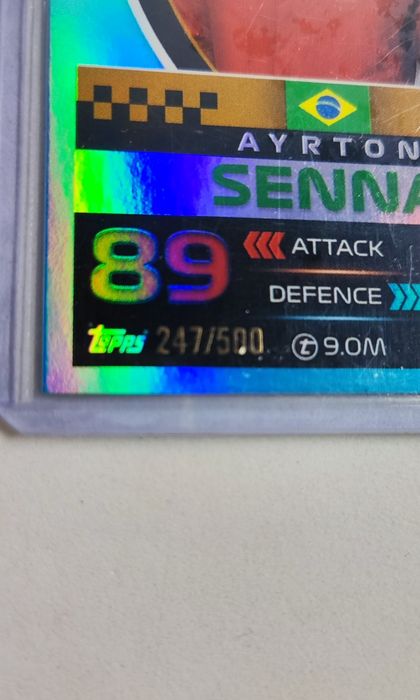 AYRTON
SENNA
89 ATTACK
DEFENCE
Topps 247/500 t 9.0M